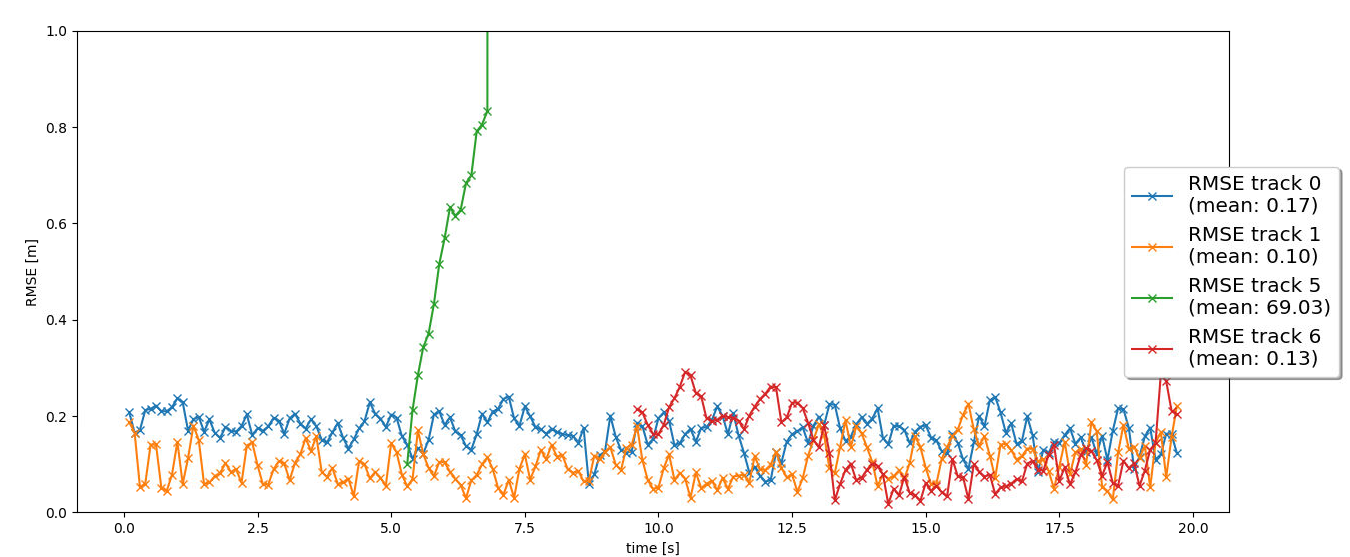 1.0
0.8
0.6
0.4
0.2
0.0
RMSE [m]
0.0 2.5 5.0 7.5 10.0 12.5 15.0 17.5 20.0
time [s]
RMSE track 0
(mean: 0.17)
RMSE track 1
(mean: 0.10)
RMSE track 5
(mean: 69.03)
RMSE track 6
(mean: 0.13)